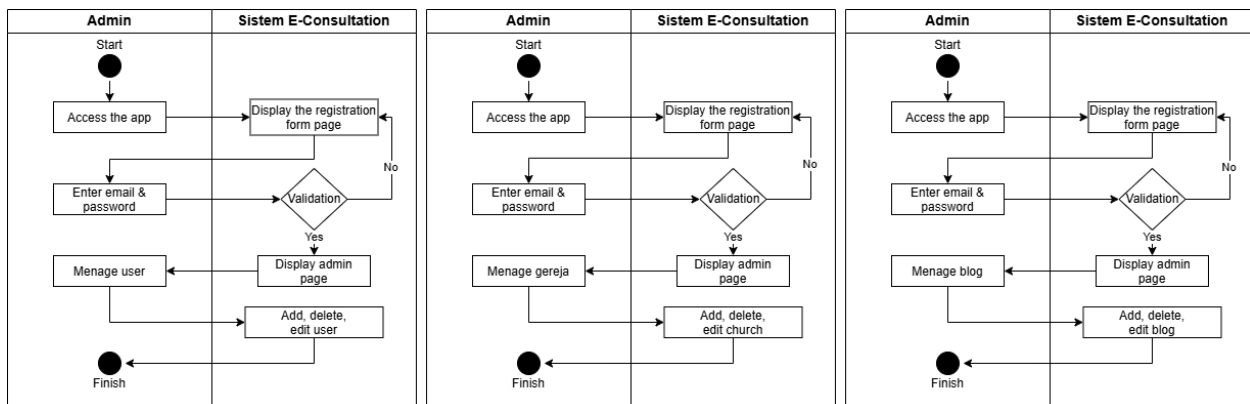 Admin
Sistem E-Consultation
Start
Access the app
Display the registration
form page
No
Enter email &
password
Validation
Yes
Menage user
Display admin
page
Add, delete,
edit user
Finish
Admin
Sistem E-Consultation
Start
Access the app
Display the registration
form page
No
Enter email &
password
Validation
Yes
Menage gereja
Display admin
page
Add, delete,
edit church
Finish
Admin
Sistem E-Consultation
Start
Access the app
Display the registration
form page
No
Enter email &
password
Validation
Yes
Menage blog
Display admin
page
Add, delete,
edit blog
Finish